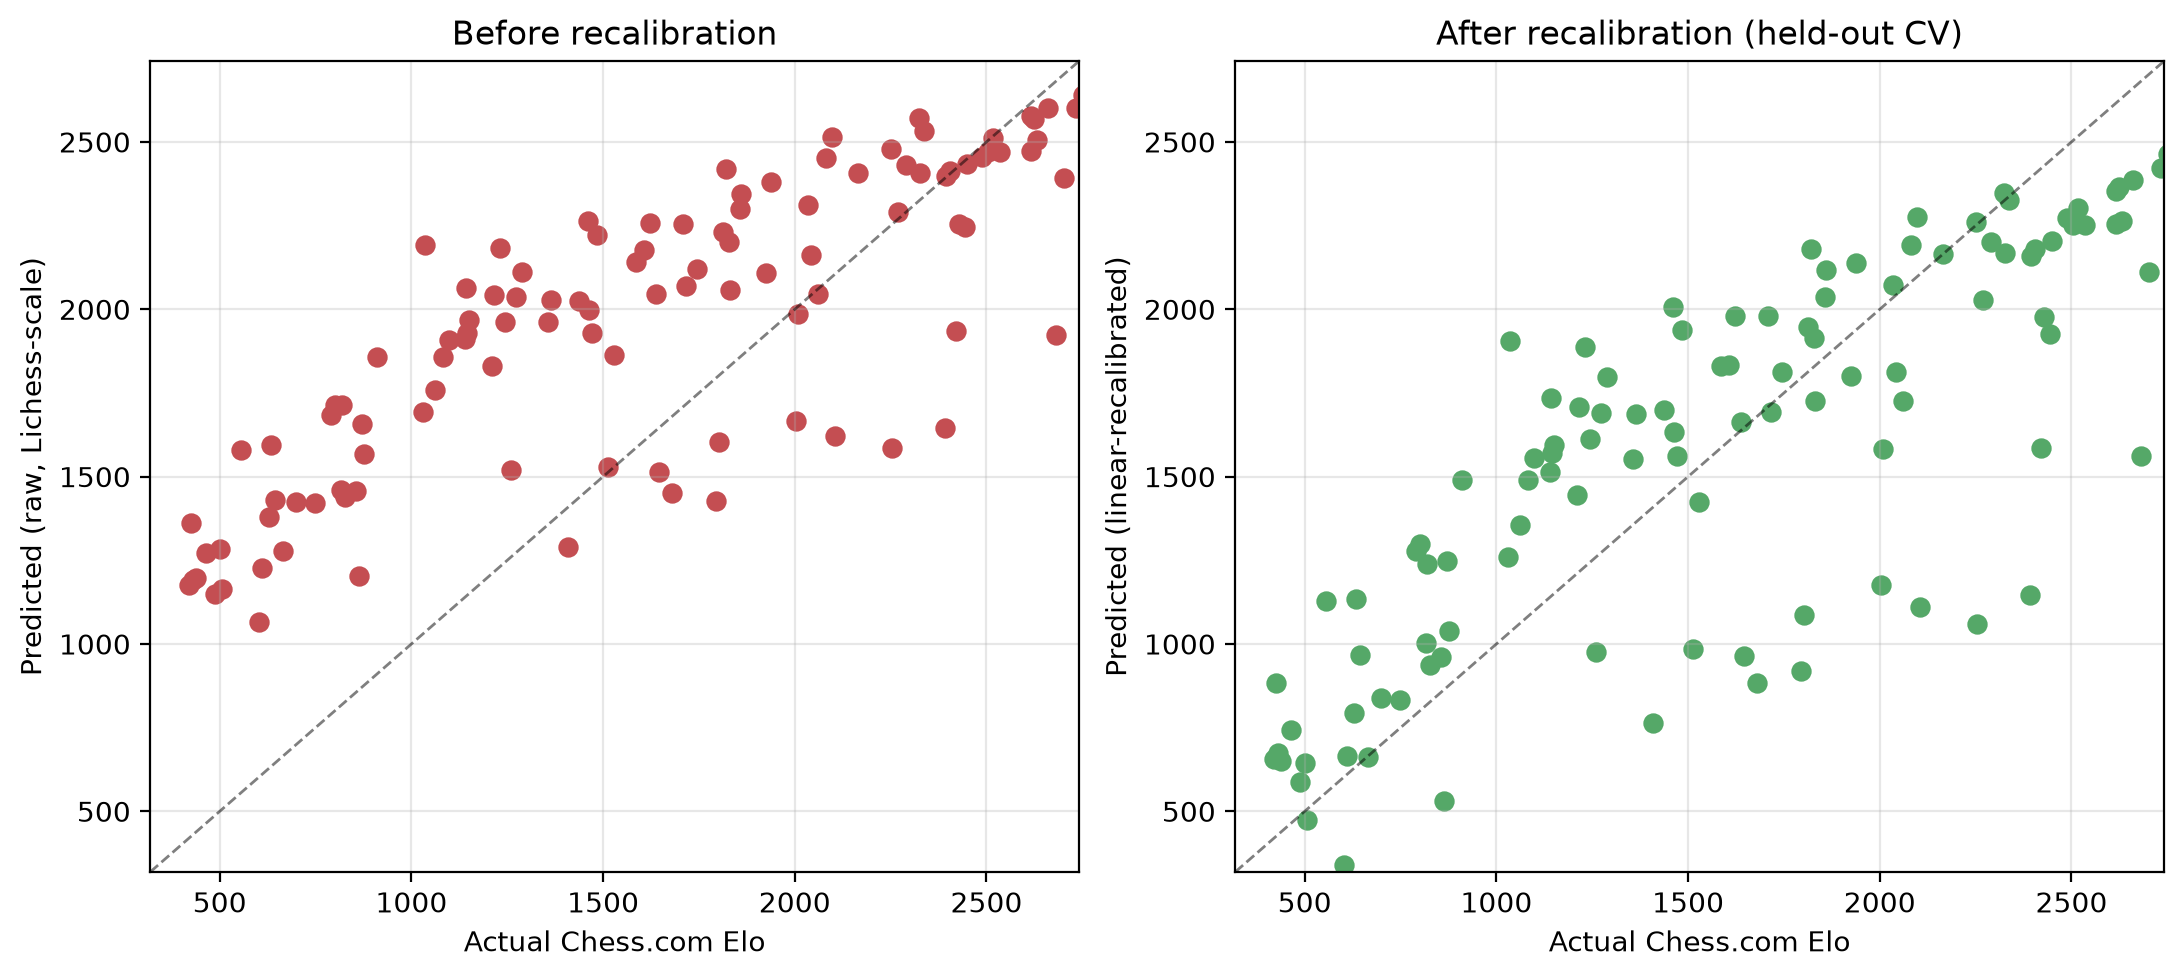 Before recalibration
After recalibration (held-out CV)
Predicted (raw, Lichess-scale)
2500
2000
1500
1000
500
500 1000 1500 2000 2500
Actual Chess.com Elo
Predicted (linear-recalibrated)
2500
2000
1500
1000
500
500 1000 1500 2000 2500
Actual Chess.com Elo